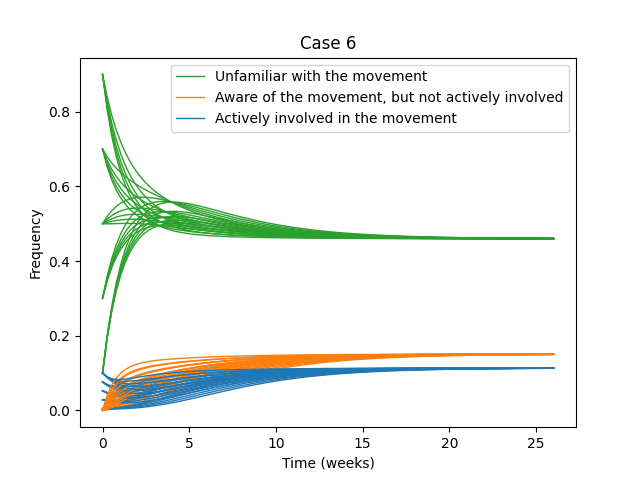 Case 6
Unfamiliar with the movement
Aware of the movement, but not actively involved
Actively involved in the movement
Frequency
0.8
0.6
0.4
0.2
0.0
0 5 10 15 20 25
Time (weeks)